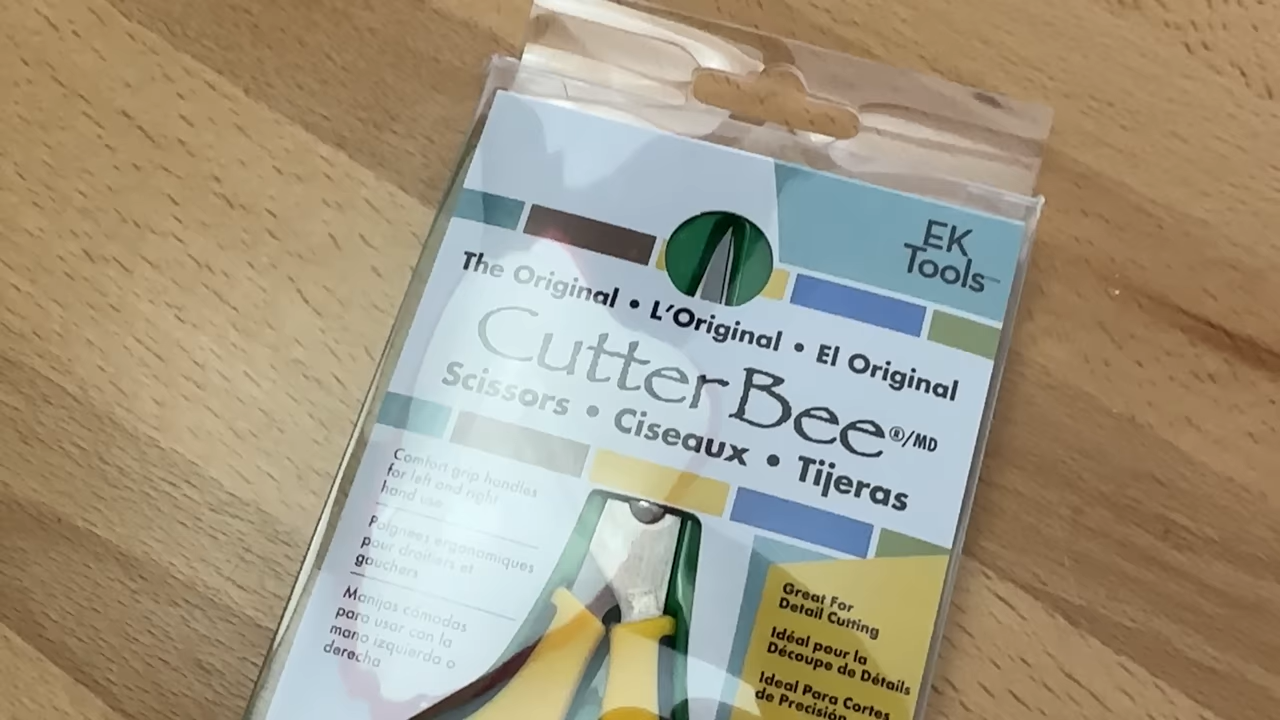 EK
Tools™
The Original • L'Original • El Original
CutterBee®/MD
Scissors • Ciseaux • Tijeras
Comfort grip handles
for left and right
hand use
Poignées ergonomiques
pour droitiers et
gauchers
Manijas cómodas
para usar con la
mano izquierda o
derecha
Great For
Detail Cutting
Idéal pour la
Découpe de Détails
Ideal Para Cortes
de Precisión